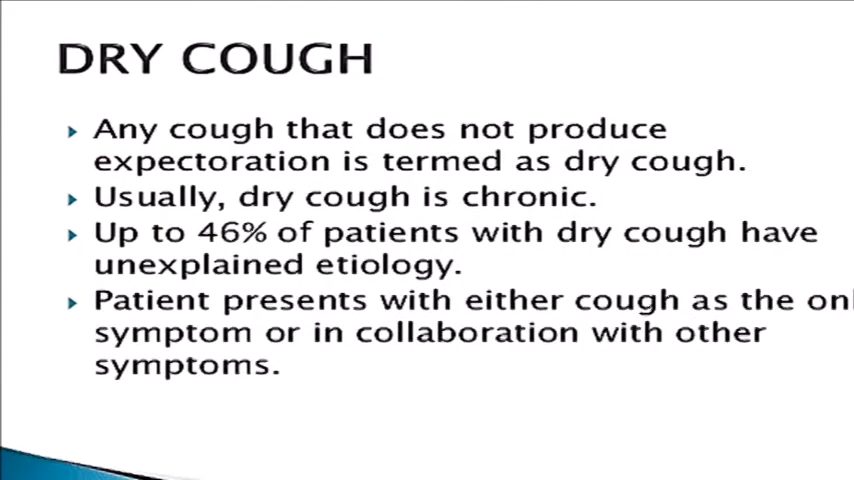 DRY COUGH
Any cough that does not produce
expectoration is termed as dry cough.
Usually, dry cough is chronic.
Up to 46% of patients with dry cough have
unexplained etiology.
Patient presents with either cough as the
symptom or in collaboration with other
symptoms.